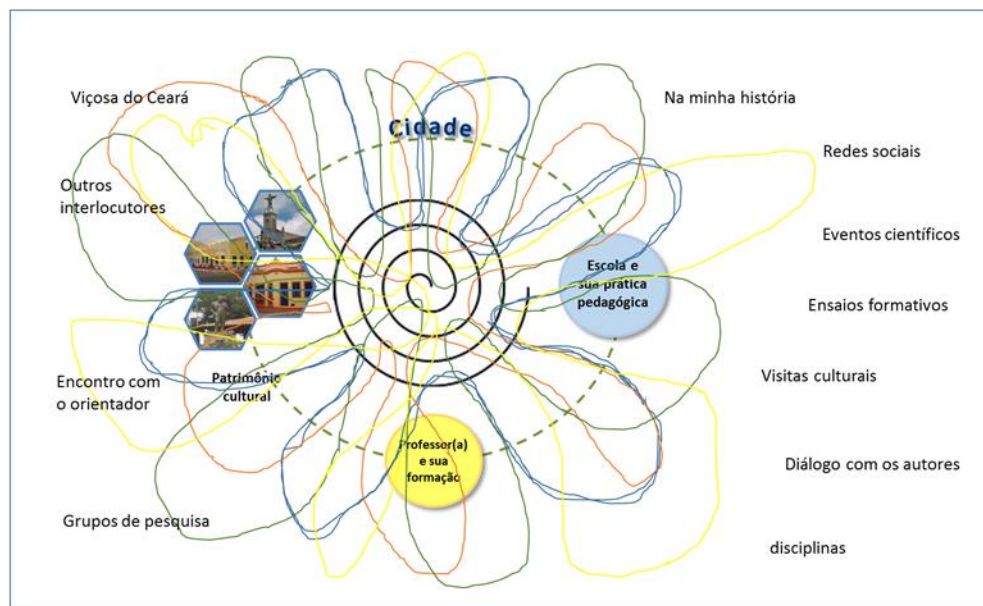 Viçosa do Ceará
Cidade
Na minha história
Redes sociais
Outros
interlocutores
Eventos científicos
Escola e
sua prática
pedagógica
Ensaios formativos
Visitas culturais
Encontro com
o orientador
Patrimônio
cultural
Professor(a)
e sua
formação
Diálogo com os autores
Grupos de pesquisa
disciplinas